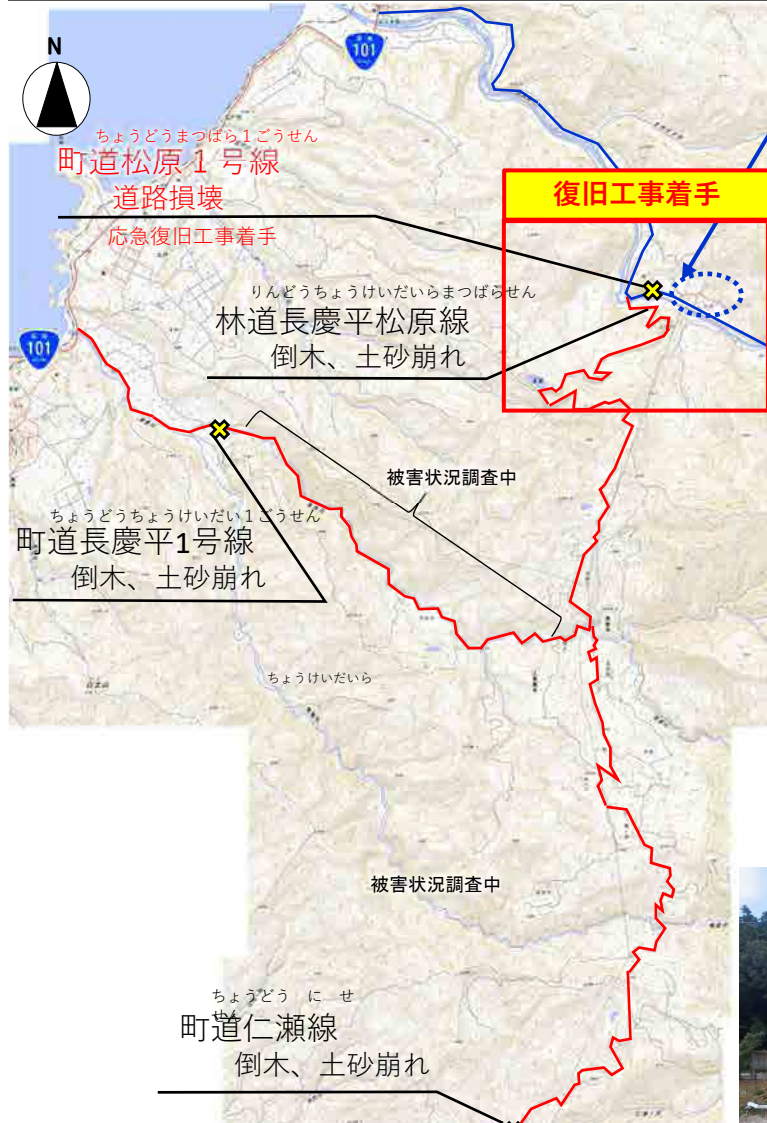 N
101
ちょうどうまつばら1ごうせん
町道松原1号線
道路損壊
応急復旧工事着手
復旧工事着手
りんどうちょうけいだいらまつばらせん
林道長慶平松原線
倒木、土砂崩れ
101
被害状況調査中
ちょうどうちょうけいだい1ごうせん
町道長慶平1号線
倒木、土砂崩れ
ちょうけいだいら
被害状況調査中
ちょうどう に せ
せん
町道仁瀬線
倒木、土砂崩れ